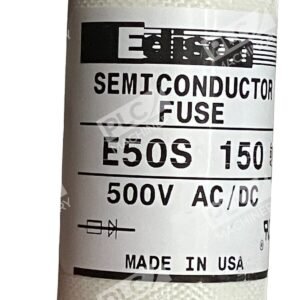 Edison
SEMICONDUCTOR
FUSE
E50S 150
500V AC/DC
MADE IN USA